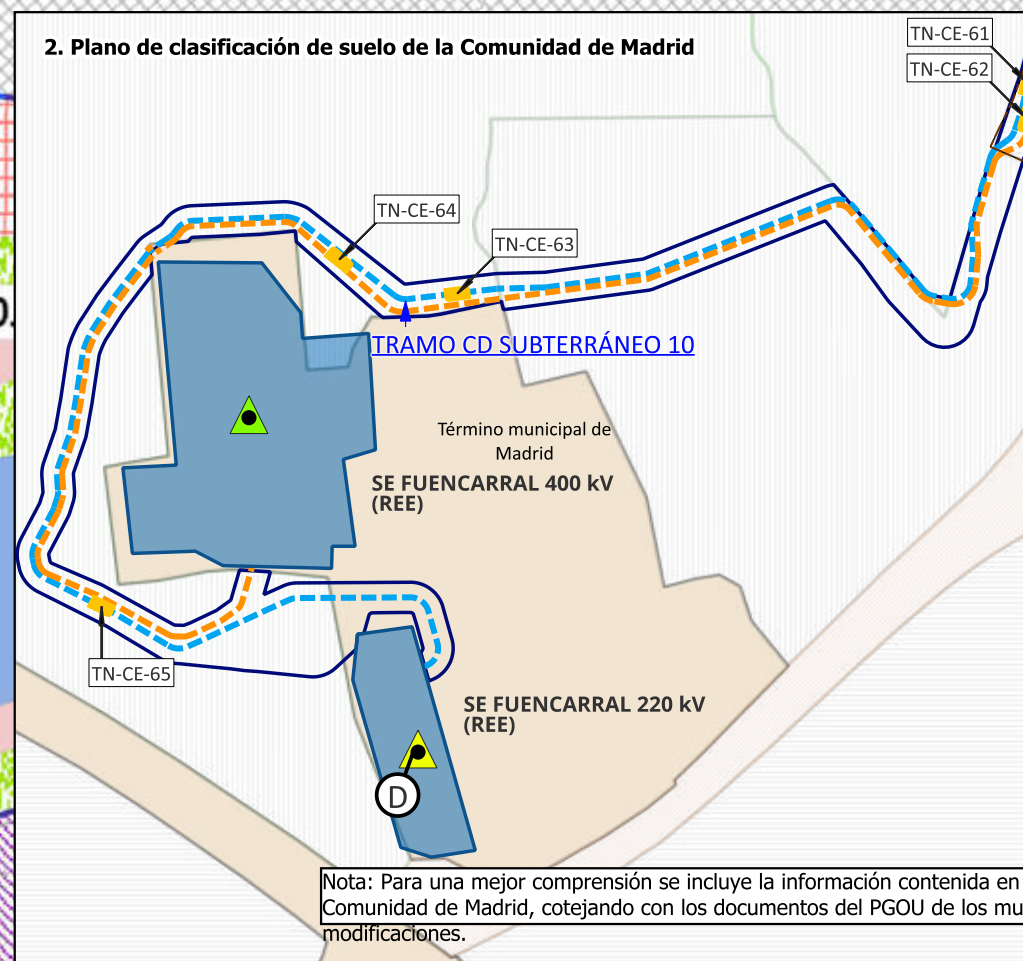 2. Plano de clasificación de suelo de la Comunidad de Madrid
TN-CE-61
TN-CE-62
TN-CE-64
TN-CE-63
0.
TRAMO CD SUBTERRÁNEO 10
Término municipal de
Madrid
SE FUENCARRAL 400 kV
(REE)
TN-CE-65
SE FUENCARRAL 220 kV
(REE)
D
Nota: Para una mejor comprensión se incluye la información contenida en
Comunidad de Madrid, cotejando con los documentos del PGOU de los mu
modificaciones.